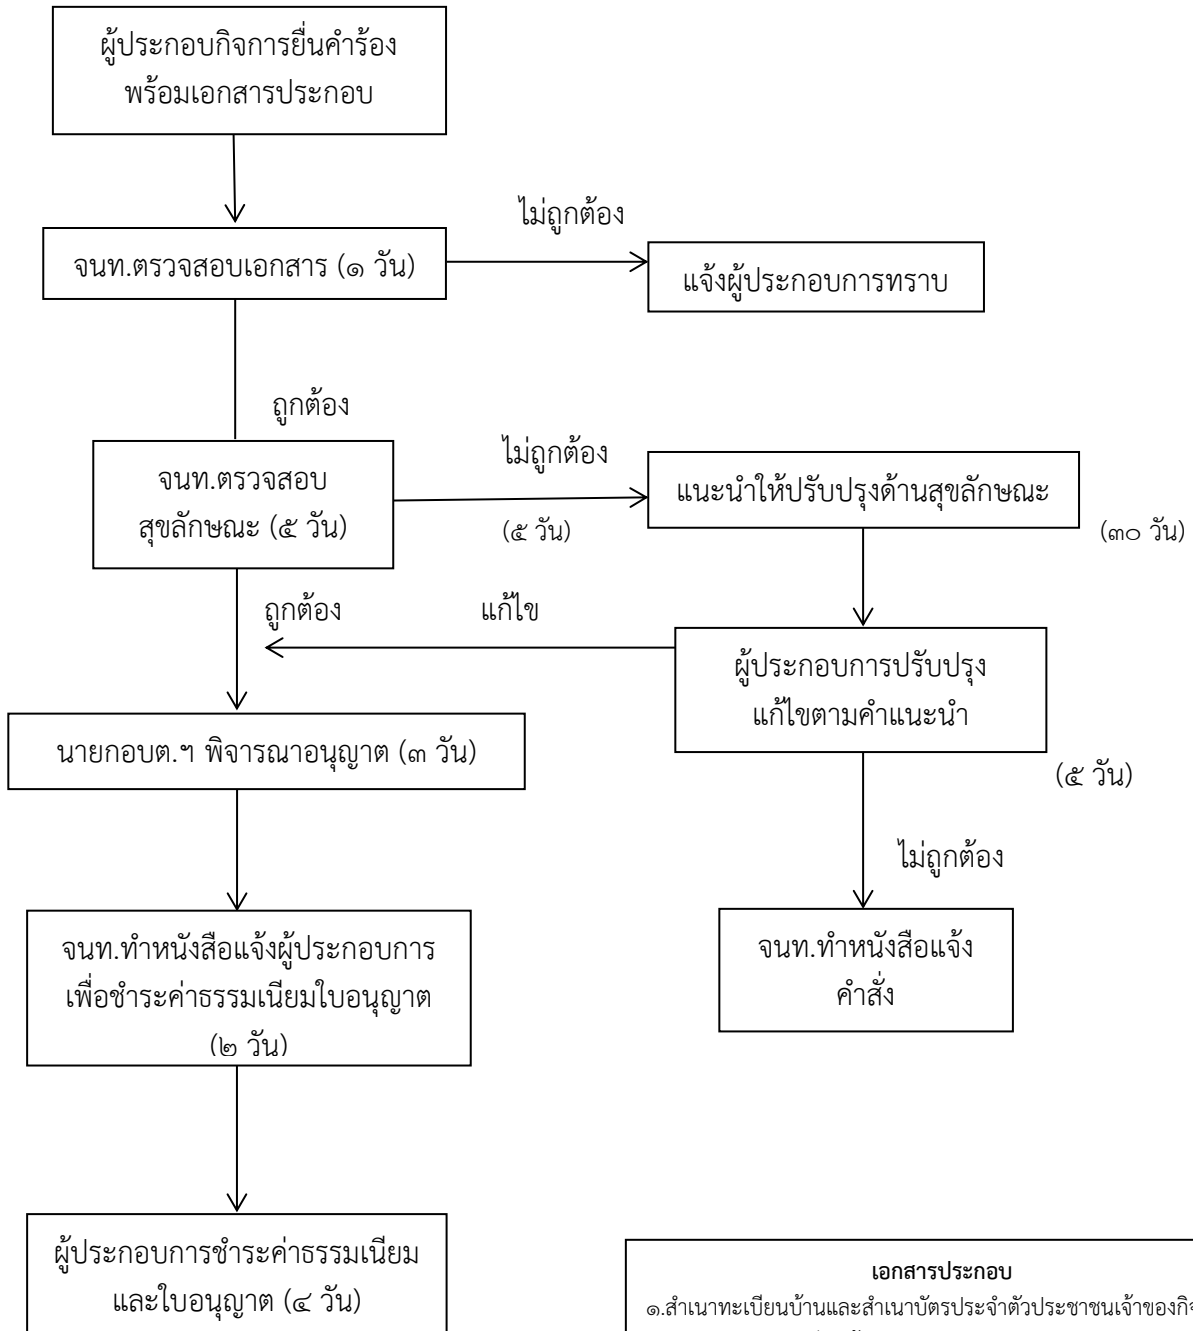 ผู้ประกอบกิจการยื่นคำร้อง
พร้อมเอกสารประกอบ
ไม่ถูกต้อง
จนท.ตรวจสอบเอกสาร (๑ วัน)
แจ้งผู้ประกอบการทราบ
ถูกต้อง
จนท.ตรวจสอบ
สุขลักษณะ (๕ วัน)
ไม่ถูกต้อง
(๕ วัน)
แนะนำให้ปรับปรุงด้านสุขลักษณะ
(๓๐ วัน)
ถูกต้อง
แก้ไข
ผู้ประกอบการปรับปรุง
แก้ไขตามคำแนะนำ
(๕ วัน)
นายกอบต.ฯ พิจารณาอนุญาต (๓ วัน)
ไม่ถูกต้อง
จนท.ทำหนังสือแจ้งผู้ประกอบการ
เพื่อชำระค่าธรรมเนียมใบอนุญาต
(๒ วัน)
จนท.ทำหนังสือแจ้ง
คำสั่ง
ผู้ประกอบการชำระค่าธรรมเนียม
และใบอนุญาต (๔ วัน)
เอกสารประกอบ
๑.สำเนาทะเบียนบ้านและสำเนาบัตรประจำตัวประชาชนเจ้าของกิจ